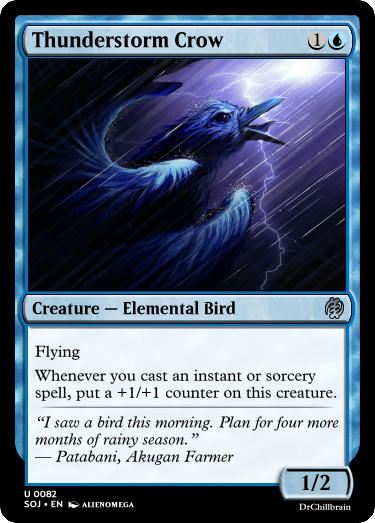 Thunderstorm Crow
1
Creature — Elemental Bird
Flying
Whenever you cast an instant or sorcery
spell, put a +1/+1 counter on this creature.
“I saw a bird this morning. Plan for four more
months of rainy season.”
— Patabani, Akugan Farmer
1/2
U 0082
SOJ • EN ALIENOMEGA
DrChillbrain